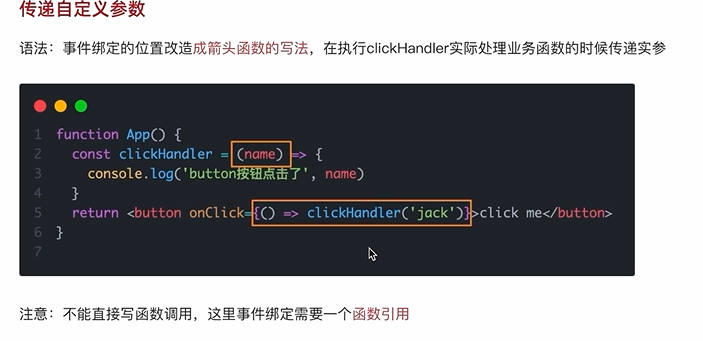 传递自定义参数
语法：事件绑定的位置改造成箭头函数的写法，在执行clickHandler实际处理业务函数的时候传递实参
1 function App() {
2 const clickHandler = (name) => {
3 console.log('button按钮点击了', name)
4 }
5 return <button onClick={() => clickHandler('jack')}>click me</button>
6 }
7
注意：不能直接写函数调用，这里事件绑定需要一个函数引用